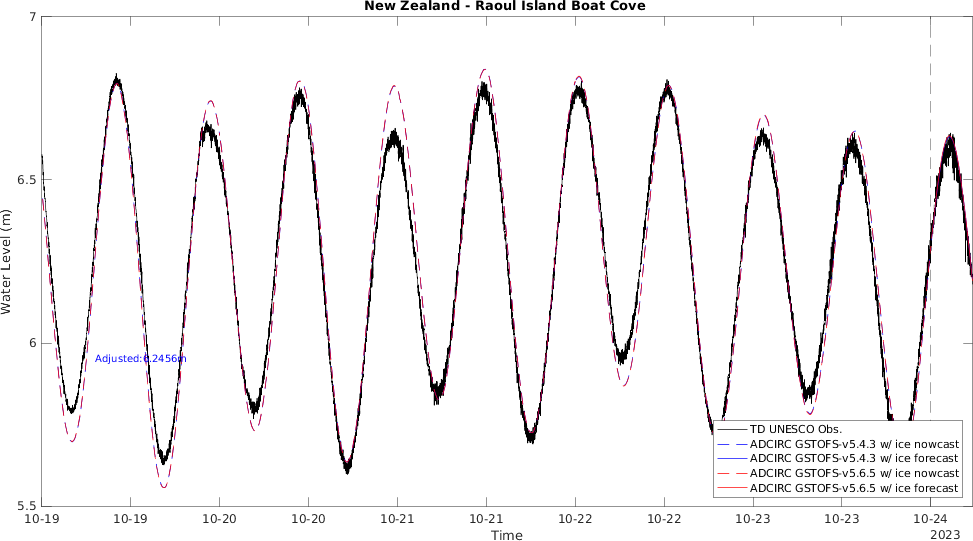 New Zealand - Raoul Island Boat Cove
7
6.5
6
5.5
Water Level (m)
Adjusted:6.2456m
TD UNESCO Obs.
ADCIRC GSTOFS-v5.4.3 w/ ice nowcast
ADCIRC GSTOFS-v5.4.3 w/ ice forecast
ADCIRC GSTOFS-v5.6.5 w/ ice nowcast
ADCIRC GSTOFS-v5.6.5 w/ ice forecast
10-19 10-19 10-20 10-20 10-21 10-21 10-22 10-22 10-23 10-23 10-24
Time
2023